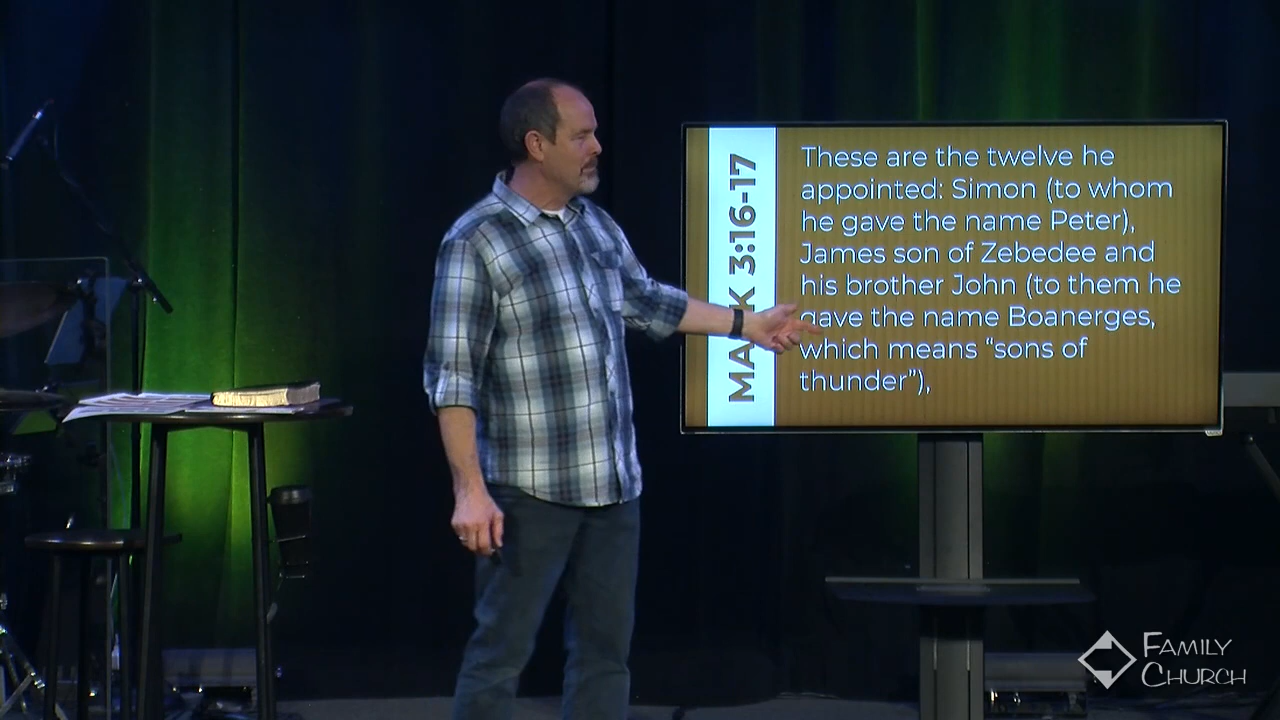 MARK 3:16-17
These are the twelve he
appointed: Simon (to whom
he gave the name Peter),
James son of Zebedee and
his brother John (to them he
gave the name Boanerges,
which means “sons of
thunder”),
FAMILY
CHURCH